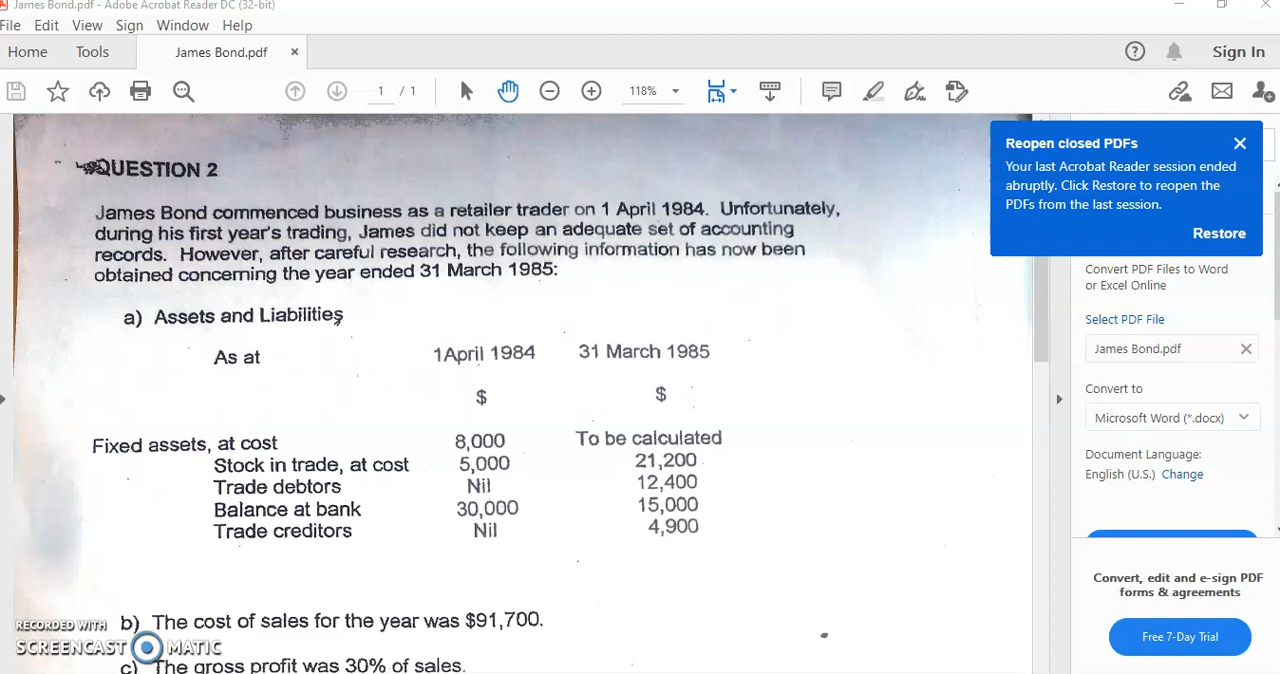 James Bond.pdf - Adobe Acrobat Reader DC (32-bit)
File Edit View Sign Window Help
Home Tools James Bond.pdf × Sign In
1 / 1 118%
QUESTION 2
James Bond commenced business as a retailer trader on 1 April 1984. Unfortunately,
during his first year's trading, James did not keep an adequate set of accounting
records. However, after careful research, the following information has now been
obtained concerning the year ended 31 March 1985:
a) Assets and Liabilities
As at 1April 1984 31 March 1985
$ $
Fixed assets, at cost 8,000 To be calculated
Stock in trade, at cost 5,000 21,200
Trade debtors Nil 12,400
Balance at bank 30,000 15,000
Trade creditors Nil 4,900
b) The cost of sales for the year was $91,700.
c) The gross profit was 30% of sales.
RECORDED WITH
SCREENCAST MATIC
Reopen closed PDFs
Your last Acrobat Reader session ended
abruptly. Click Restore to reopen the
PDFs from the last session.
Restore
Convert PDF Files to Word
or Excel Online
Select PDF File
James Bond.pdf
Convert to
Microsoft Word (*.docx)
Document Language:
English (U.S.) Change
Convert, edit and e-sign PDF
forms & agreements
Free 7-Day Trial